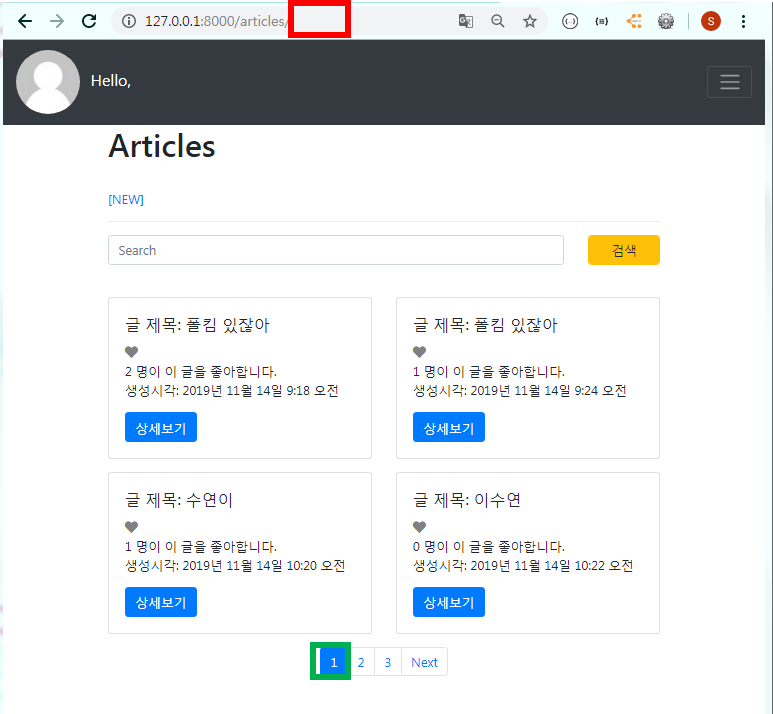 127.0.0.1:8000/articles/
S
Hello,
Articles
[NEW]
Search
검색
글 제목: 폴킴 있잖아
2 명이 이 글을 좋아합니다.
생성시각: 2019년 11월 14일 9:18 오전
상세보기
글 제목: 폴킴 있잖아
1 명이 이 글을 좋아합니다.
생성시각: 2019년 11월 14일 9:24 오전
상세보기
글 제목: 수연이
1 명이 이 글을 좋아합니다.
생성시각: 2019년 11월 14일 10:20 오전
상세보기
글 제목: 이수연
0 명이 이 글을 좋아합니다.
생성시각: 2019년 11월 14일 10:22 오전
상세보기
1 2 3 Next